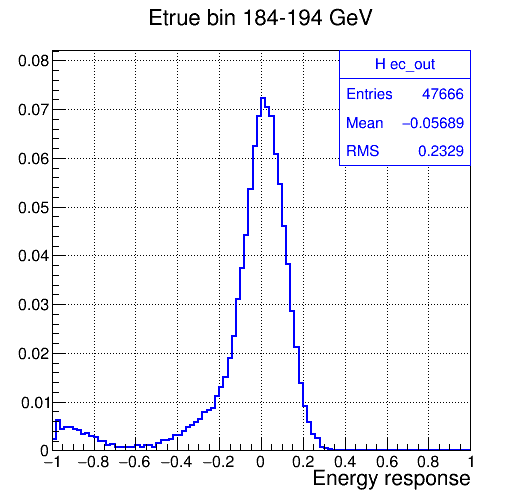 Etrue bin 184-194 GeV
H ec_out
Entries 47666
Mean −0.05689
RMS 0.2329
0.08
0.07
0.06
0.05
0.04
0.03
0.02
0.01
0
−1 −0.8 −0.6 −0.4 −0.2 0 0.2 0.4 0.6 0.8 1
Energy response